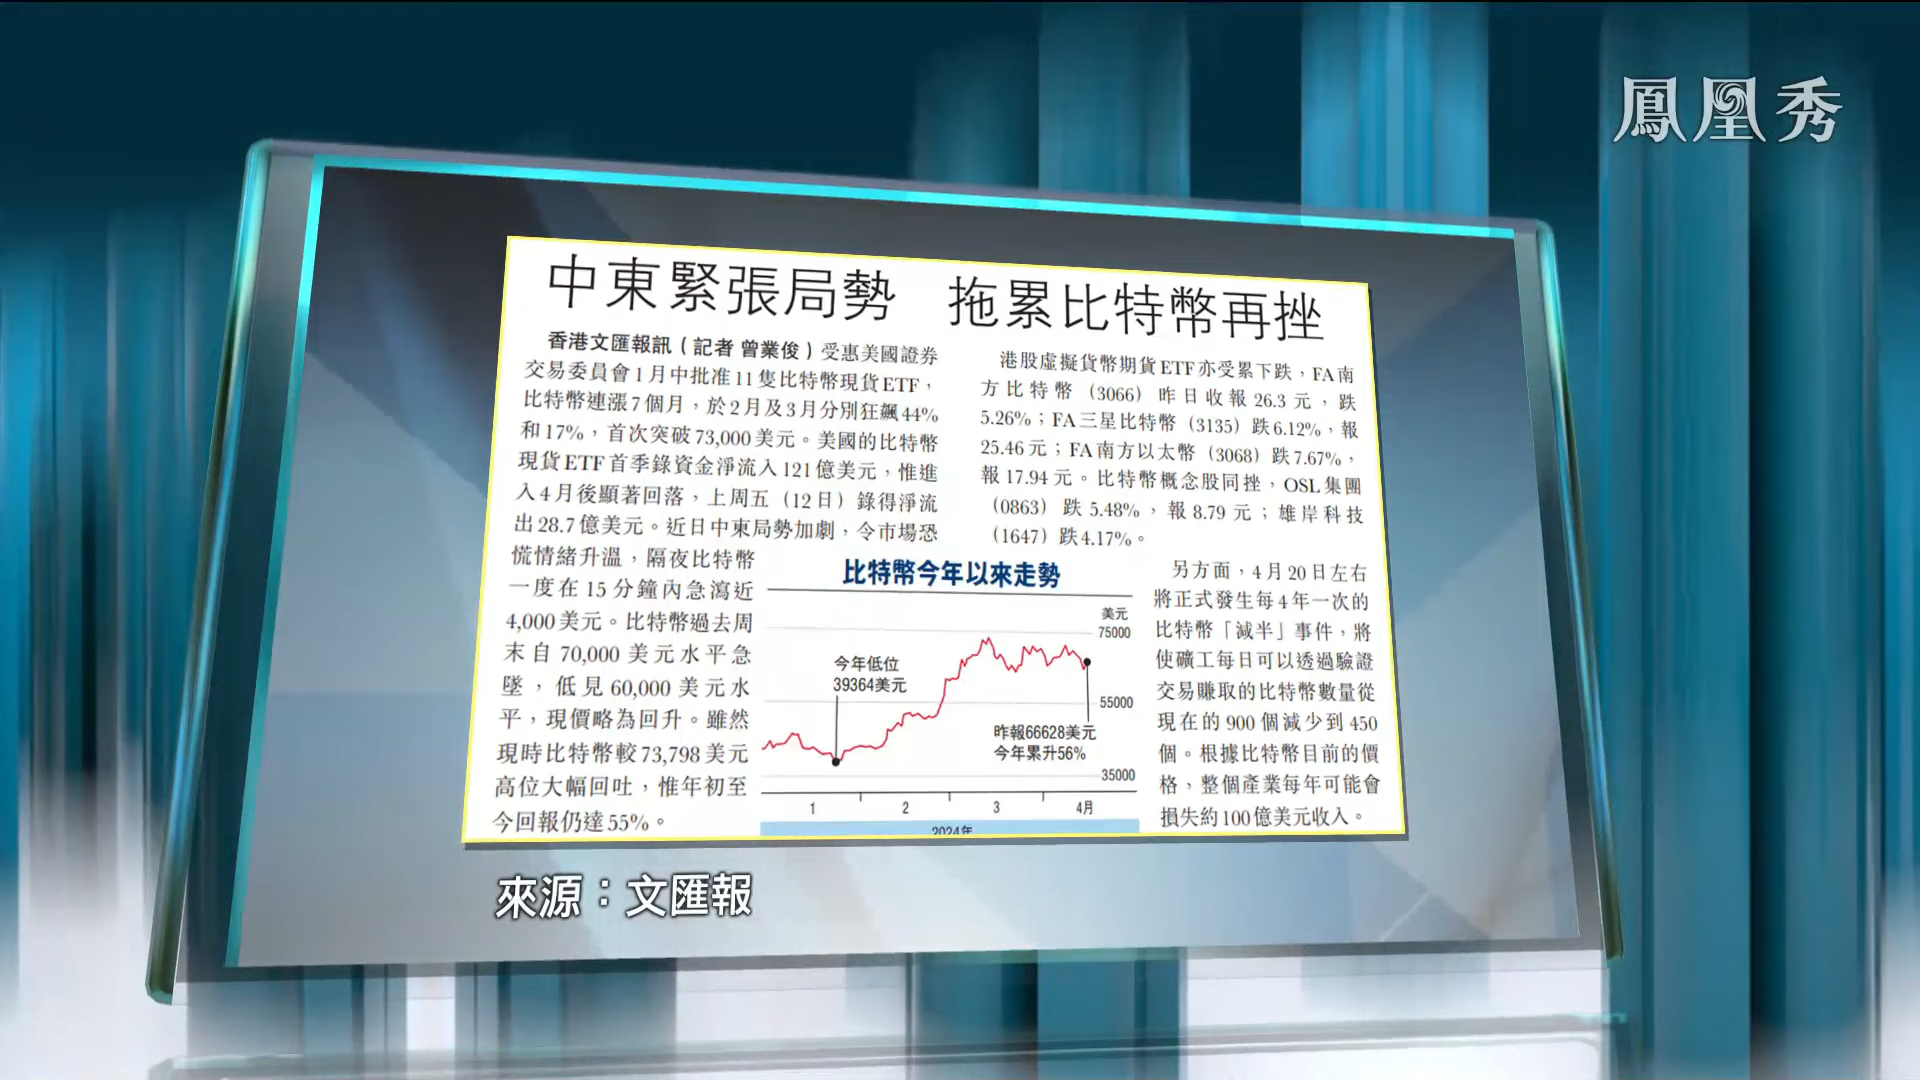 鳳凰秀
中東緊張局勢 拖累比特幣再挫
香港文匯報訊（記者 曾業俊）受惠美國證券
交易委員會1月中批准11隻比特幣現貨ETF，
比特幣連漲7個月，於2月及3月分別狂飆44%
和17%，首次突破73,000美元。美國的比特幣
現貨ETF首季錄資金淨流入121億美元，惟進
入4月後顯著回落，上周五（12日）錄得淨流
出28.7億美元。近日中東局勢加劇，令市場恐
慌情緒升溫，隔夜比特幣
一度在15分鐘內急瀉近
4,000美元。比特幣過去周
末自70,000美元水平急
墜，低見60,000美元水
平，現價略為回升。雖然
現時比特幣較73,798美元
高位大幅回吐，惟年初至
今回報仍達55%。
港股虛擬貨幣期貨ETF亦受累下跌，FA南
方比特幣（3066）昨日收報26.3元，跌
5.26%；FA三星比特幣（3135）跌6.12%，報
25.46元；FA南方以太幣（3068）跌7.67%，
報17.94元。比特幣概念股同挫，OSL集團
（0863）跌5.48%，報8.79元；雄岸科技
（1647）跌4.17%。
比特幣今年以來走勢
美元
75000
今年低位
39364美元
55000
昨報66628美元
今年累升56%
35000
1 2 3 4月
2024年
另方面，4月20日左右
將正式發生每4年一次的
比特幣「減半」事件，將
使礦工每日可以透過驗證
交易賺取的比特幣數量從
現在的900個減少到450
個。根據比特幣目前的價
格，整個產業每年可能會
損失約100億美元收入。
來源：文匯報